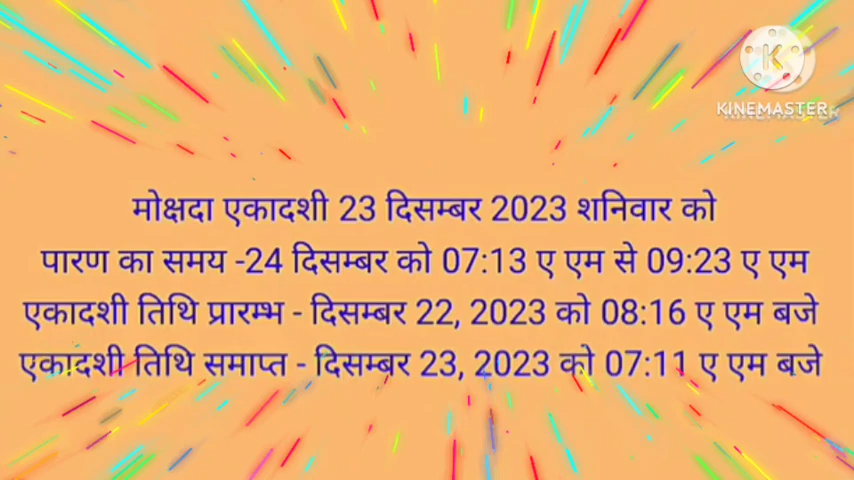 KINEMASTER
मोक्षदा एकादशी 23 दिसम्बर 2023 शनिवार को
पारण का समय -24 दिसम्बर को 07:13 ए एम से 09:23 ए एम
एकादशी तिथि प्रारम्भ - दिसम्बर 22, 2023 को 08:16 ए एम बजे
एकादशी तिथि समाप्त - दिसम्बर 23, 2023 को 07:11 ए एम बजे